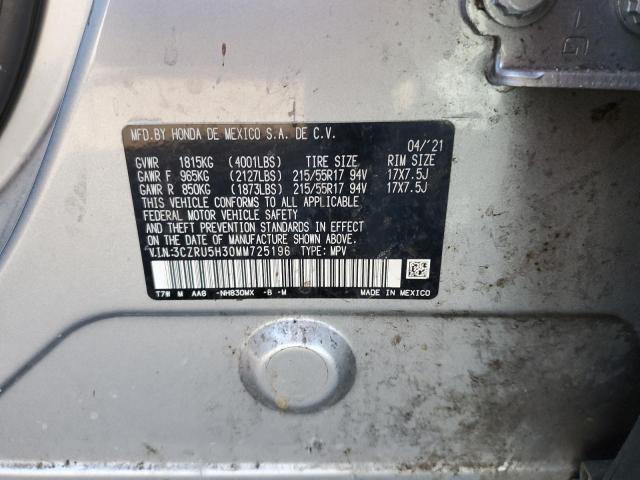 MFD.BY HONDA DE MEXICO S.A. DE C.V. 04/'21
GVWR 1815KG (4001LBS) TIRE SIZE RIM SIZE
GAWR F 965KG (2127LBS) 215/55R17 94V 17X7.5J
GAWR R 850KG (1873LBS) 215/55R17 94V 17X7.5J
THIS VEHICLE CONFORMS TO ALL APPLICABLE
FEDERAL MOTOR VEHICLE SAFETY
AND THEFT PREVENTION STANDARDS IN EFFECT
ON THE DATE OF MANUFACTURE SHOWN ABOVE.
V.I.N:3CZRU5H30MM725196 TYPE: MPV
T7W M AA6 -NH830MX -B -M MADE IN MEXICO